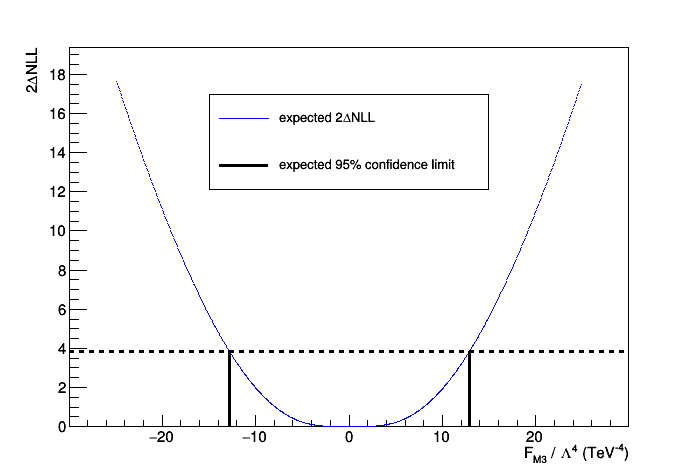 2ΔNLL
18
16
14
12
10
8
6
4
2
0
expected 2ΔNLL
expected 95% confidence limit
−20 −10 0 10 20
F_M3 / Λ^4 (TeV^-4)